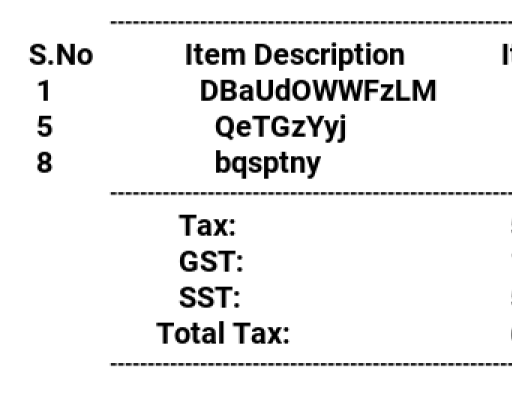 S.No Item Description
1 DBaUdOWWFzLM
5 QeTGzYyj
8 bqsptny
Tax:
GST:
SST:
Total Tax: